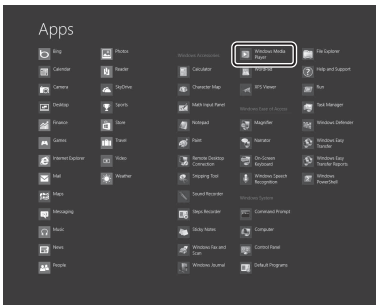 Apps
Bing
Calendar
Camera
Desktop
Finance
Games
Internet Explorer
Mail
Maps
Messaging
Music
News
People
Photos
Reader
SkyDrive
Sports
Store
Travel
Video
Weather
Windows Accessories
Calculator
Character Map
Math Input Panel
Notepad
Paint
Remote Desktop
Connection
Snipping Tool
Sound Recorder
Steps Recorder
Sticky Notes
Windows Fax and
Scan
Windows Journal
Windows Media
Player
WordPad
XPS Viewer
Windows Ease of Access
Magnifier
Narrator
On-Screen
Keyboard
Windows Speech
Recognition
Windows System
Command Prompt
Computer
Control Panel
Default Programs
File Explorer
Help and Support
Run
Task Manager
Windows Defender
Windows Easy
Transfer
Windows Easy
Transfer Reports
Windows
PowerShell